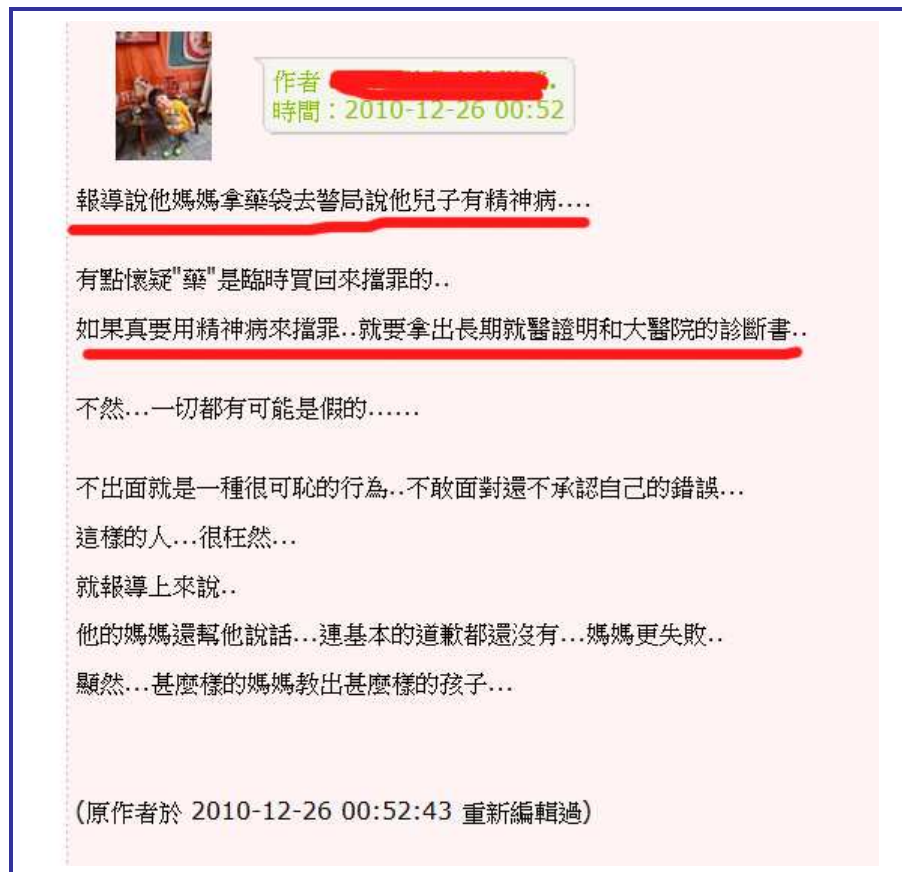 作者
時間：2010-12-26 00:52
報導說他媽媽拿藥袋去警局說他兒子有精神病....
有點懷疑"藥"是臨時買回來擋罪的..
如果真要用精神病來擋罪..就要拿出長期就醫證明和大醫院的診斷書..
不然...一切都有可能是假的......
不出面就是一種很可恥的行為..不敢面對還不承認自己的錯誤...
這樣的人...很枉然...
就報導上來說..
他的媽媽還幫他說話...連基本的道歉都還沒有...媽媽更失敗..
顯然...甚麼樣的媽媽教出甚麼樣的孩子...
(原作者於 2010-12-26 00:52:43 重新編輯過)